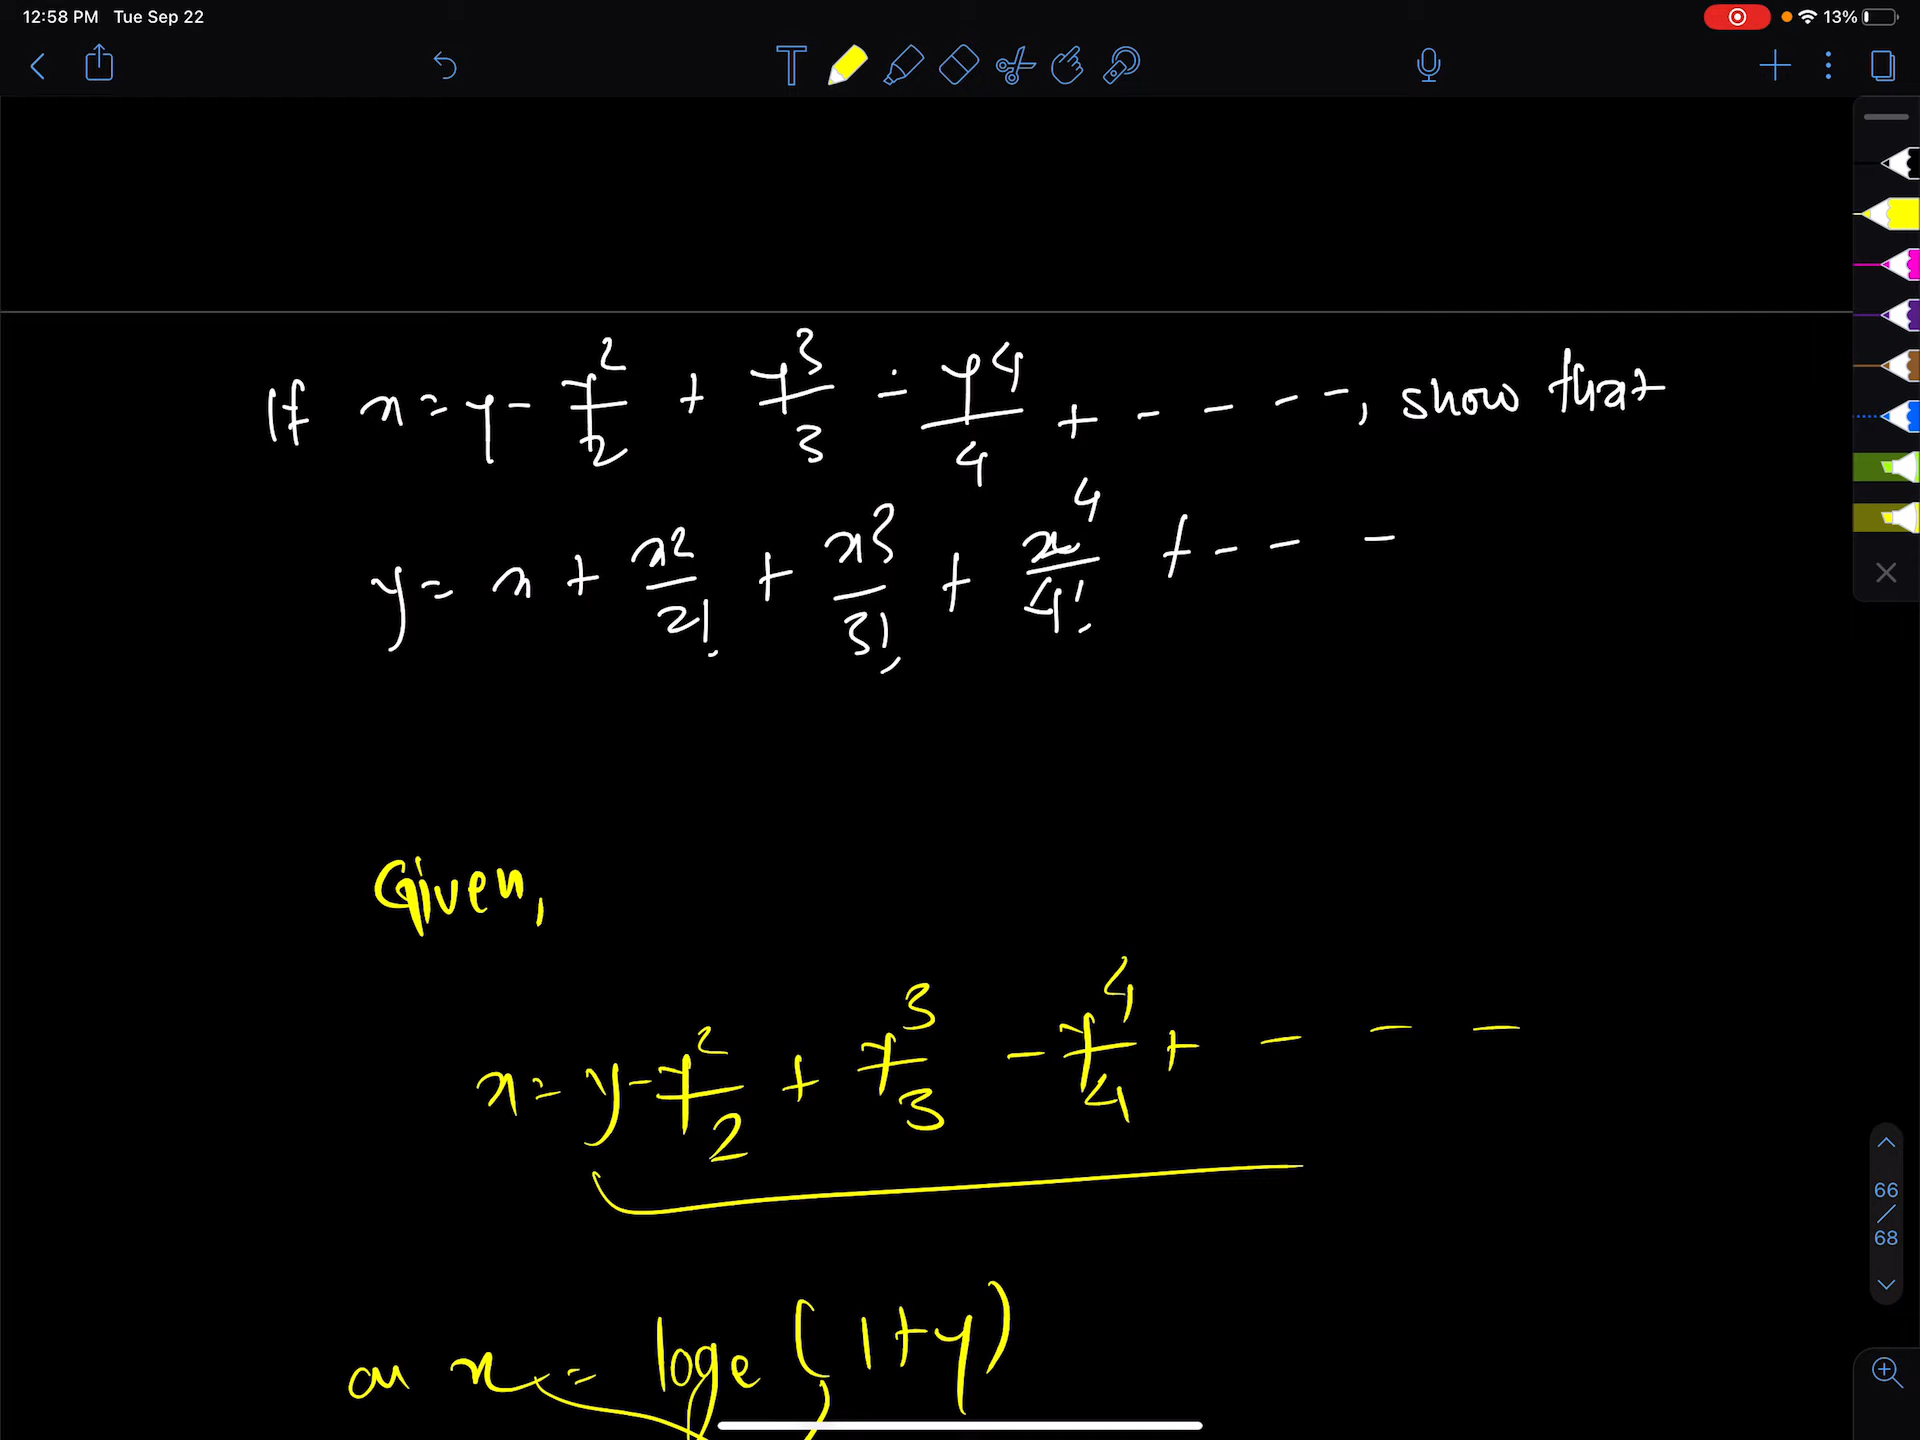 12:58 PM Tue Sep 22
13%
If x = y - y²/2 + y³/3 - y⁴/4 + - - - -, show that
y = x + x²/2! + x³/3! + x⁴/4! + - - -
Given,
x = y - y²/2 + y³/3 - y⁴/4 + - - -
or x = logₑ (1+y)
66
/
68